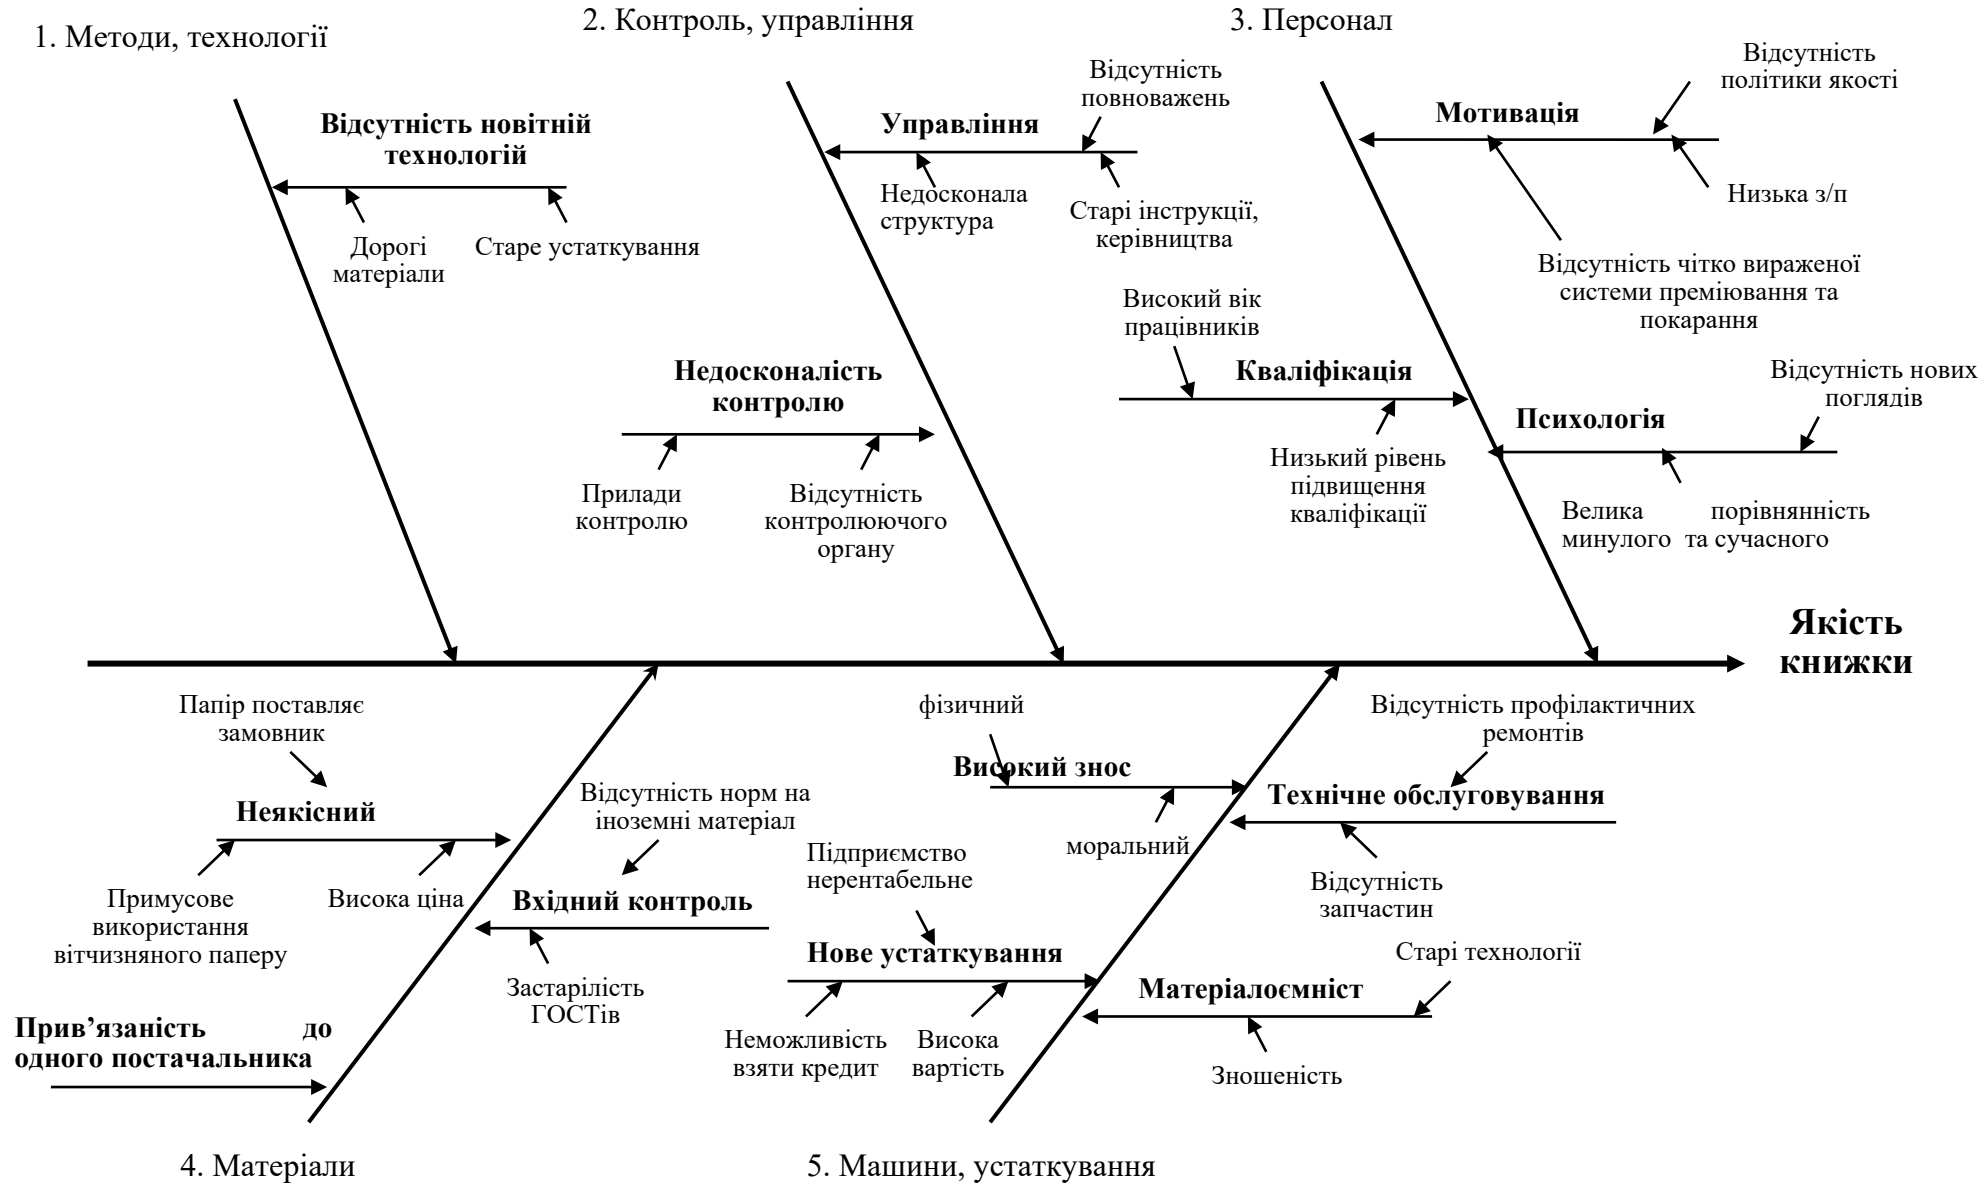 1. Методи, технології
2. Контроль, управління
3. Персонал
Відсутність новітній
технологій
Дорогі
матеріали
Старе устаткування
Управління
Відсутність
повноважень
Недосконала
структура
Старі інструкції,
керівництва
Недосконалість
контролю
Прилади
контролю
Відсутність
контролюючого
органу
Мотивація
Відсутність
політики якості
Низька з/п
Відсутність чітко вираженої
системи преміювання та
покарання
Високий вік
працівників
Кваліфікація
Низький рівень
підвищення
кваліфікації
Психологія
Відсутність нових
поглядів
Велика порівнянність
минулого та сучасного
Якість
книжки
Папір поставляє
замовник
Неякісний
Примусове
використання
вітчизняного паперу
Висока ціна
Відсутність норм на
іноземні матеріал
Вхідний контроль
Застарілість
ГОСТів
Прив’язаність до
одного постачальника
фізичний
Високий знос
моральний
Відсутність профілактичних
ремонтів
Технічне обслуговування
Відсутність
запчастин
Підприємство
нерентабельне
Нове устаткування
Неможливість
взяти кредит
Висока
вартість
Старі технології
Матеріалоємніст
Зношеність
4. Матеріали
5. Машини, устаткування